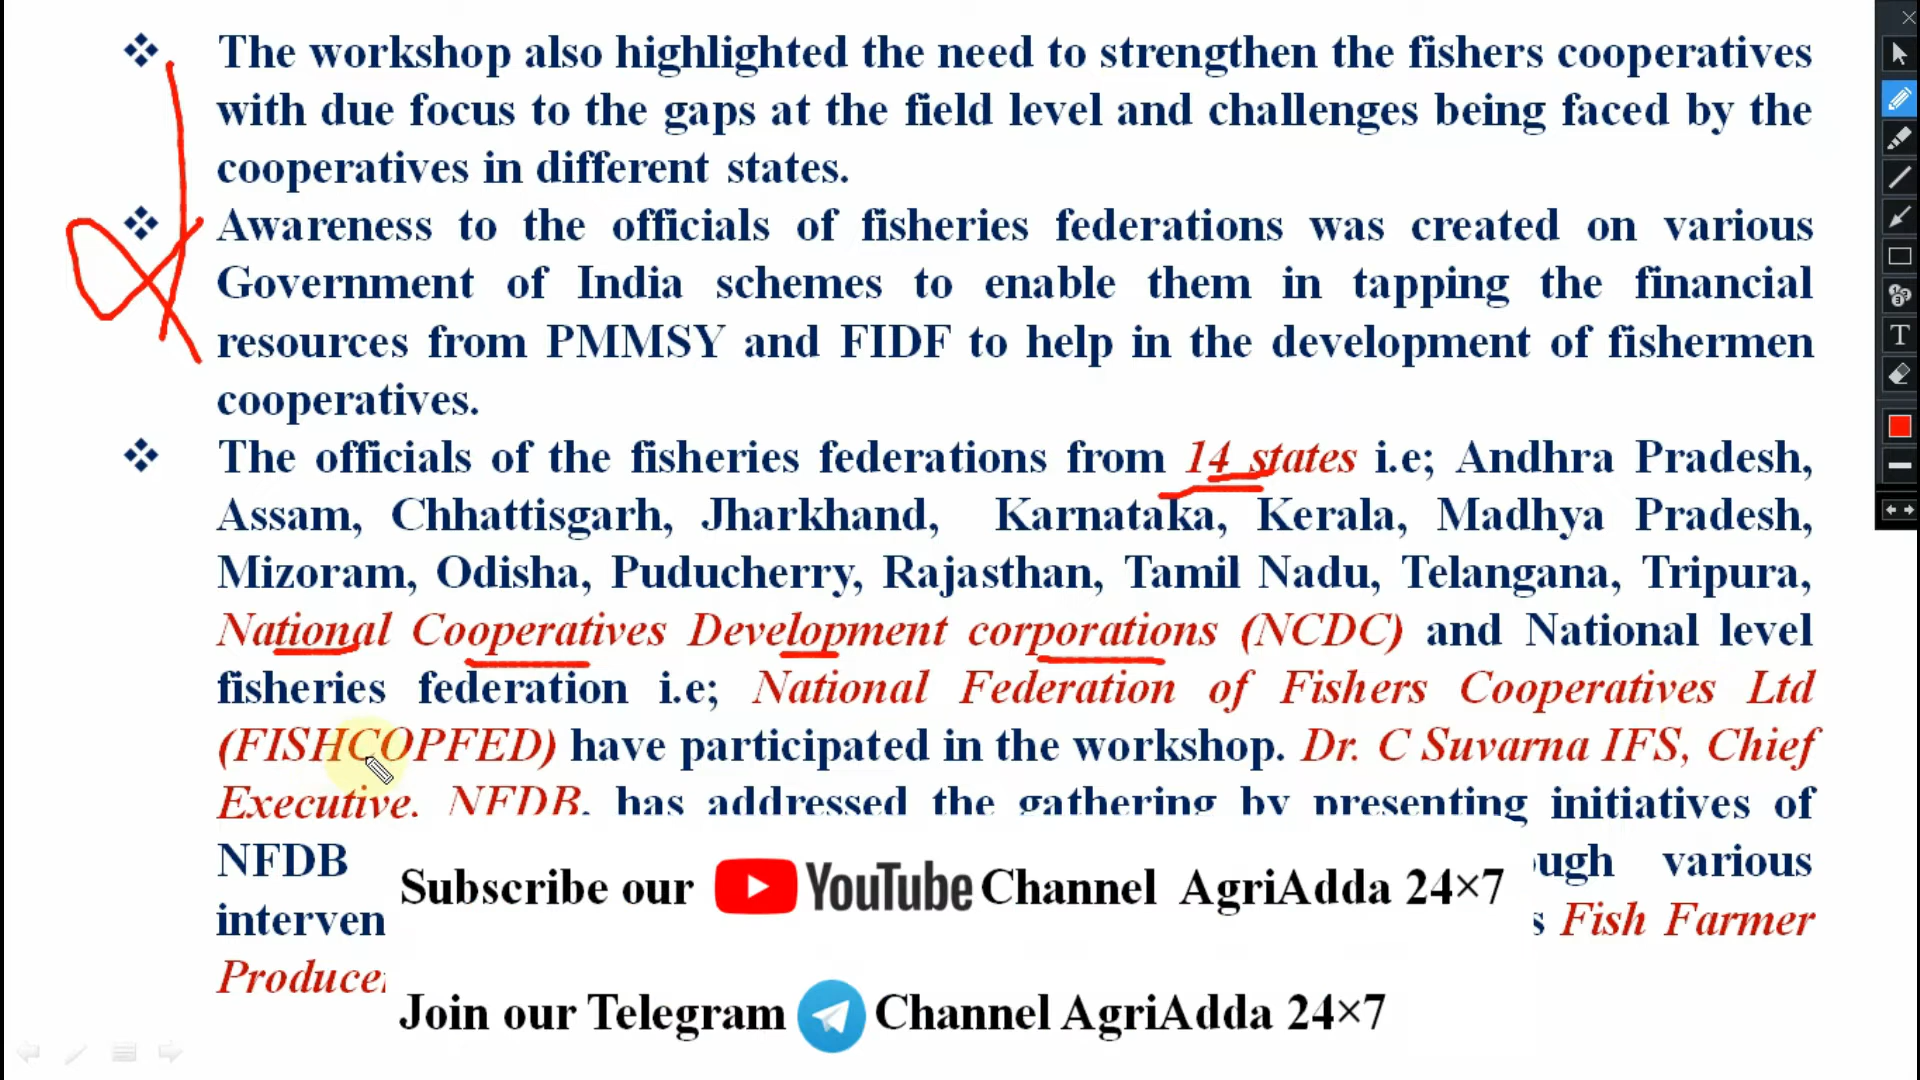 The workshop also highlighted the need to strengthen the fishers cooperatives
with due focus to the gaps at the field level and challenges being faced by the
cooperatives in different states.
Awareness to the officials of fisheries federations was created on various
Government of India schemes to enable them in tapping the financial
resources from PMMSY and FIDF to help in the development of fishermen
cooperatives.
The officials of the fisheries federations from 14 states i.e; Andhra Pradesh,
Assam, Chhattisgarh, Jharkhand, Karnataka, Kerala, Madhya Pradesh,
Mizoram, Odisha, Puducherry, Rajasthan, Tamil Nadu, Telangana, Tripura,
National Cooperatives Development corporations (NCDC) and National level
fisheries federation i.e; National Federation of Fishers Cooperatives Ltd
(FISHCOPFED) have participated in the workshop. Dr. C Suvarna IFS, Chief
Executive, NFDB, has addressed the gathering by presenting initiatives of
NFDB various
Fish Farmer
Subscribe our YouTube Channel AgriAdda 24×7
Join our Telegram Channel AgriAdda 24×7